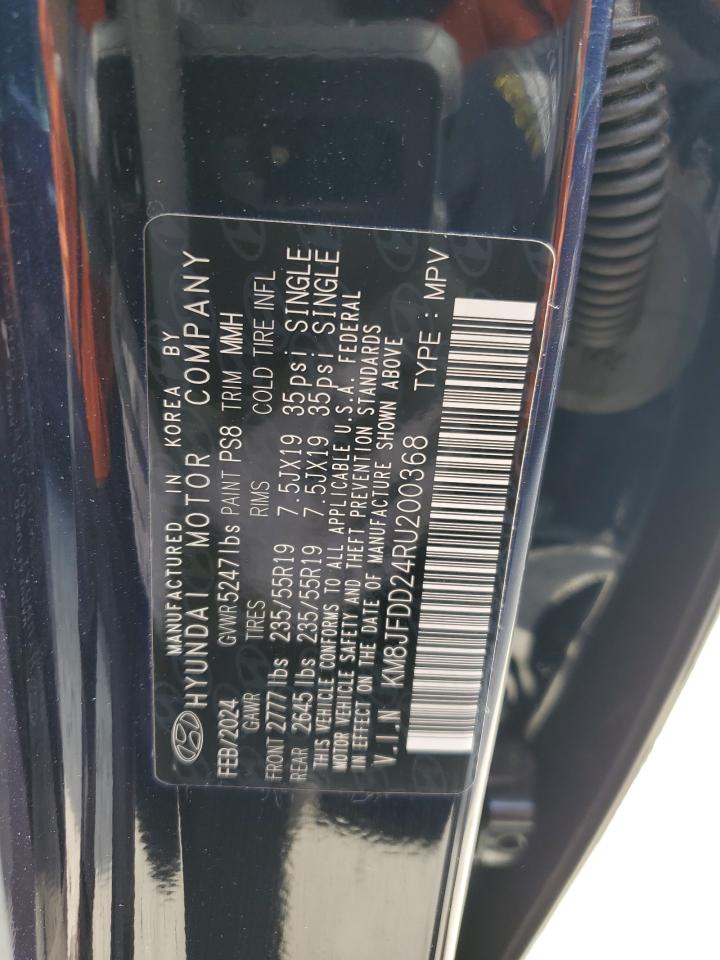 MANUFACTURED IN KOREA BY
HYUNDAI MOTOR COMPANY
FEB/2024 GVWR 5247 lbs PAINT PS8 TRIM MMH
GAWR TIRES RIMS COLD TIRE INFL
FRONT 2777 lbs 235/55R19 7.5JX19 35psi SINGLE
REAR 2645 lbs 235/55R19 7.5JX19 35psi SINGLE
THIS VEHICLE CONFORMS TO ALL APPLICABLE U.S.A. FEDERAL
MOTOR VEHICLE SAFETY AND THEFT PREVENTION STANDARDS
IN EFFECT ON THE DATE OF MANUFACTURE SHOWN ABOVE
V.I.N KM8JFDD24RU200368 TYPE : MPV